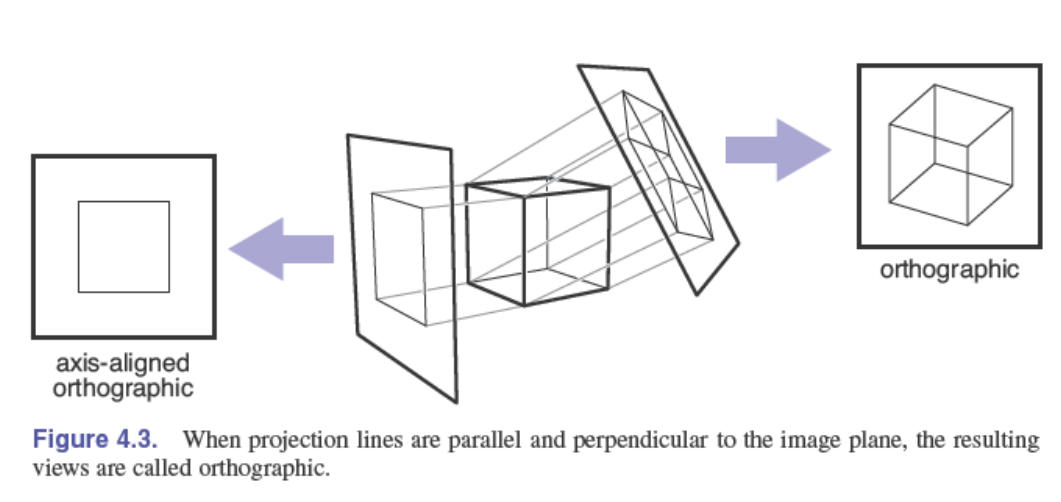 orthographic
axis-aligned
orthographic
Figure 4.3. When projection lines are parallel and perpendicular to the image plane, the resulting
views are called orthographic.